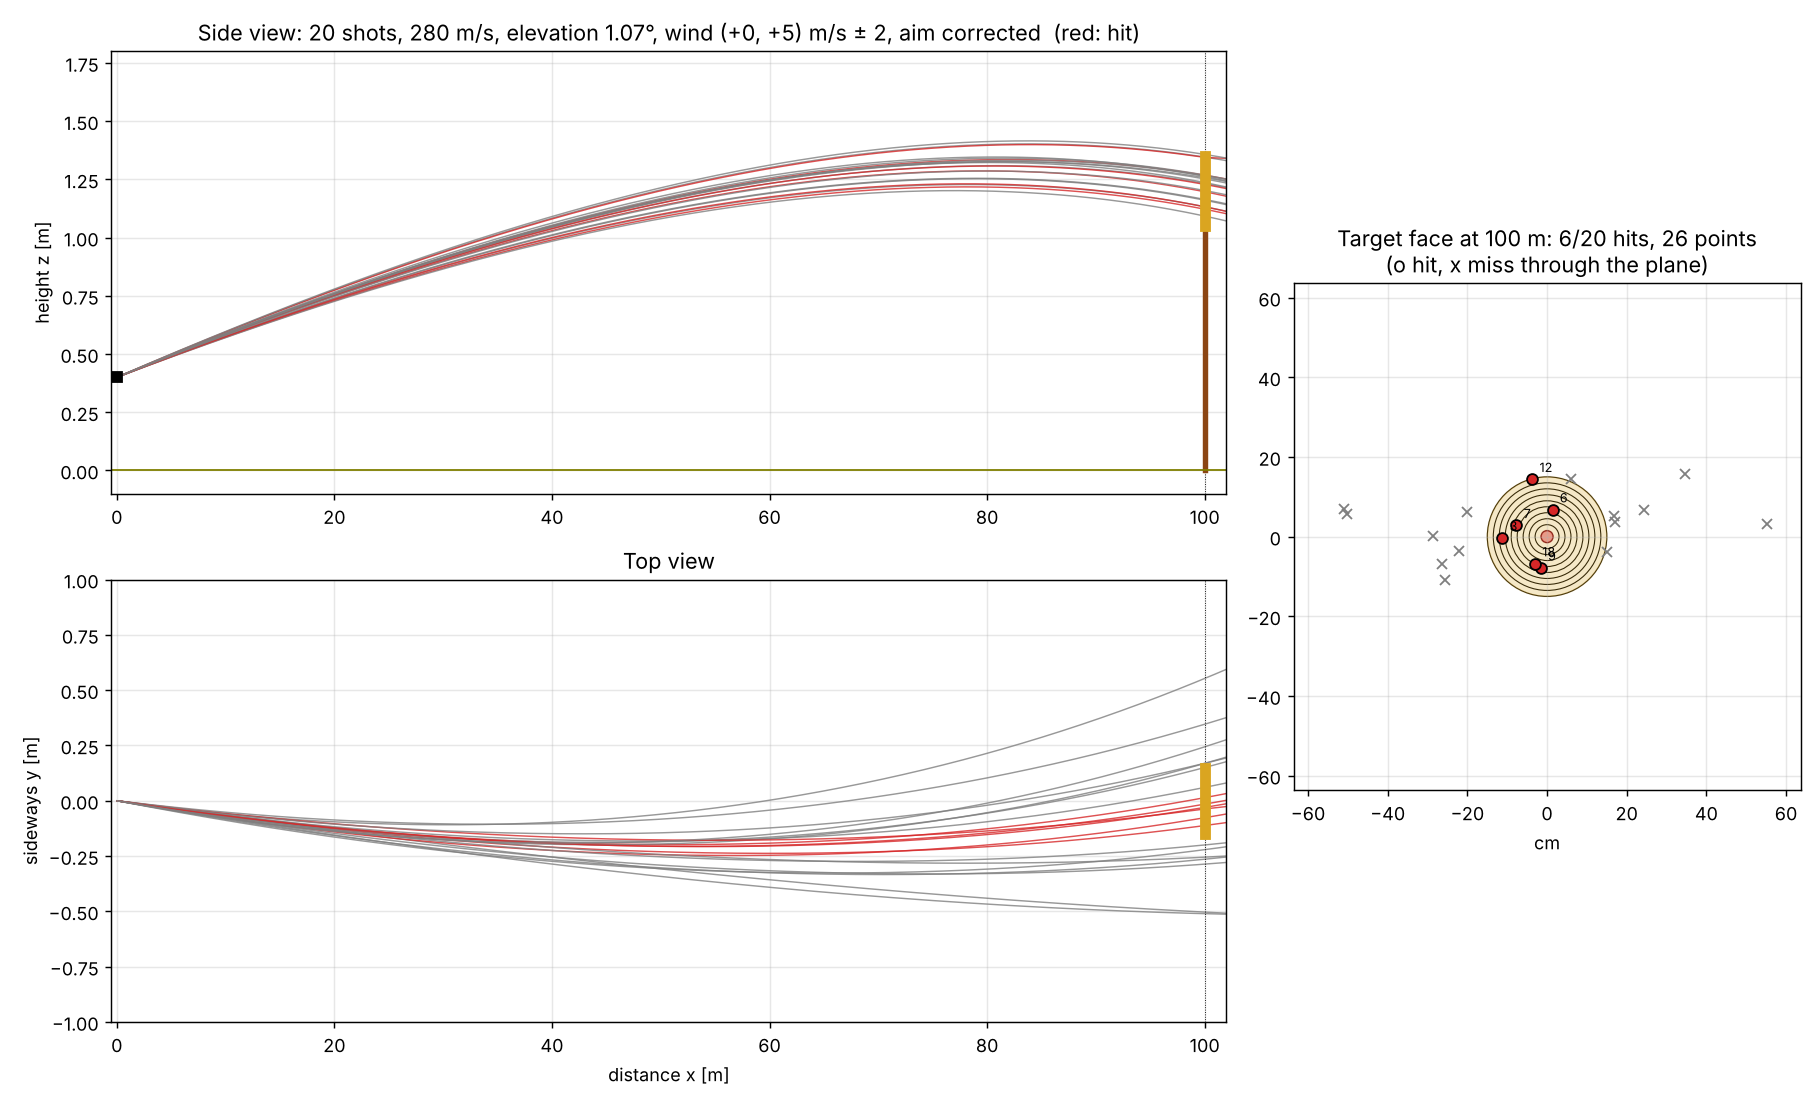 Side view: 20 shots, 280 m/s, elevation 1.07°, wind (+0, +5) m/s ± 2, aim corrected  (red: hit)
1.75
1.50
1.25
1.00
0.75
0.50
0.25
0.00
height z [m]
0 20 40 60 80 100
Top view
1.00
0.75
0.50
0.25
0.00
−0.25
−0.50
−0.75
−1.00
sideways y [m]
0 20 40 60 80 100
distance x [m]
Target face at 100 m: 6/20 hits, 26 points
(o hit, x miss through the plane)
60
40
20
0
−20
−40
−60
12
6
7
18
−60 −40 −20 0 20 40 60
cm